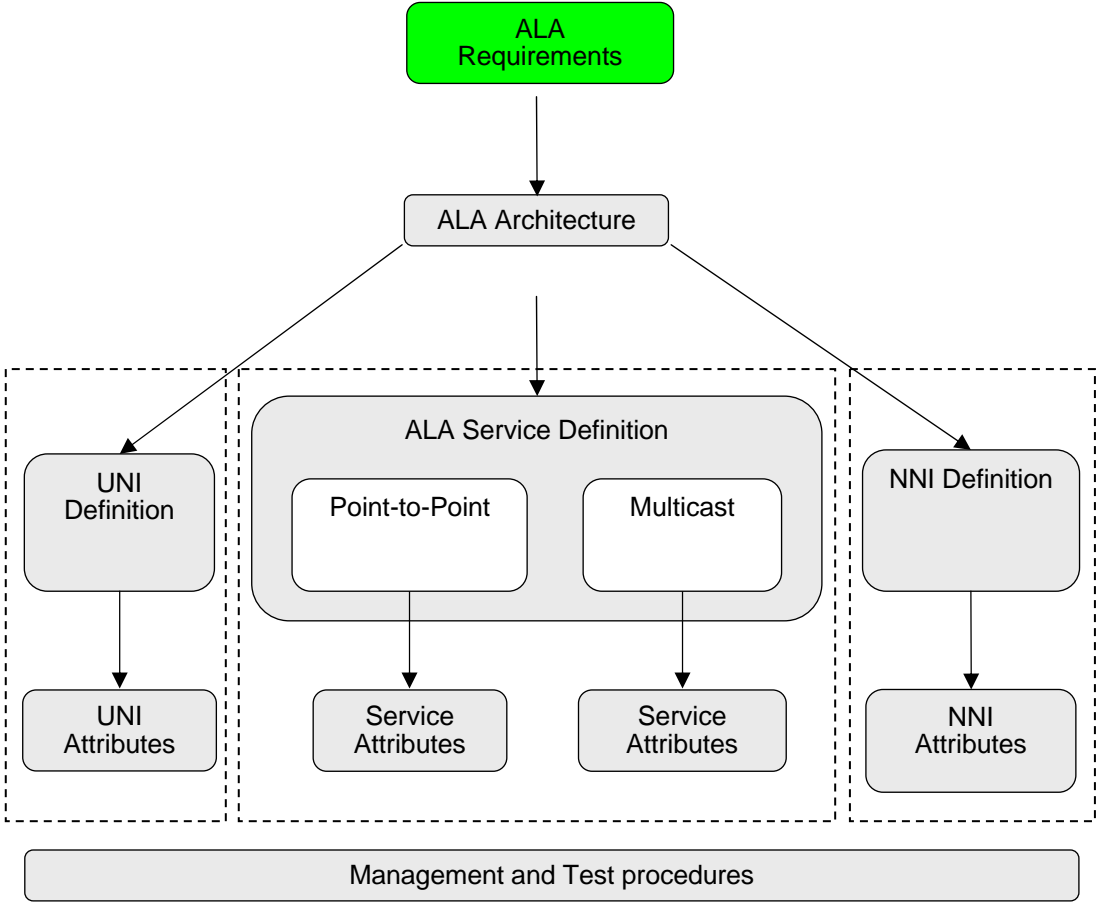 ALA
Requirements
ALA Architecture
ALA Service Definition
UNI
Definition
Point-to-Point
Multicast
NNI Definition
UNI
Attributes
Service
Attributes
Service
Attributes
NNI
Attributes
Management and Test procedures